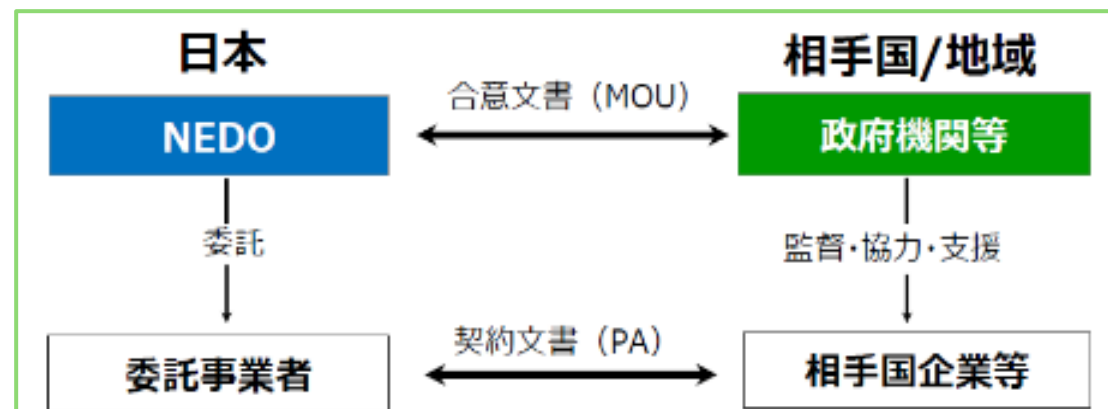 日本
相手国/地域
合意文書（MOU）
NEDO
政府機関等
委託
監督・協力・支援
契約文書（PA）
委託事業者
相手国企業等